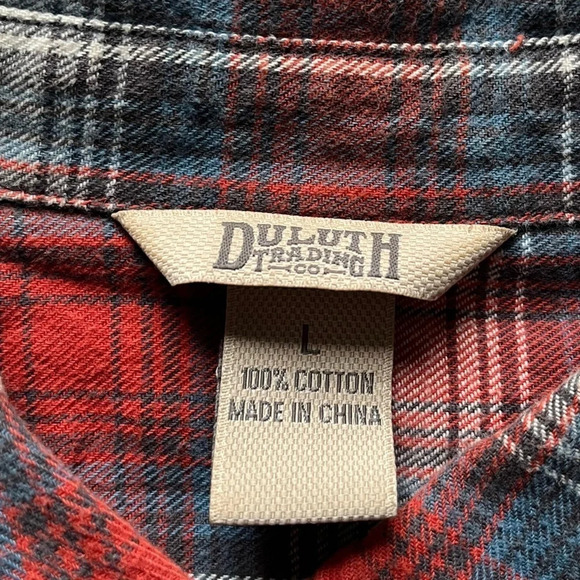 DULUTH
TRADING
CO
L
100% COTTON
MADE IN CHINA